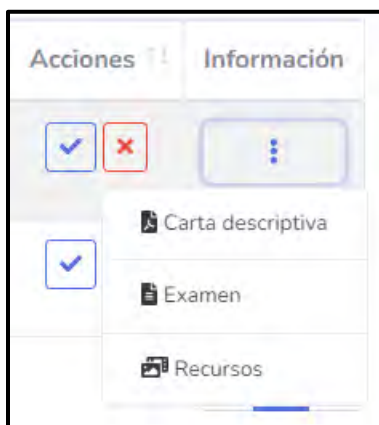 Acciones
Información
Carta descriptiva
Examen
Recursos